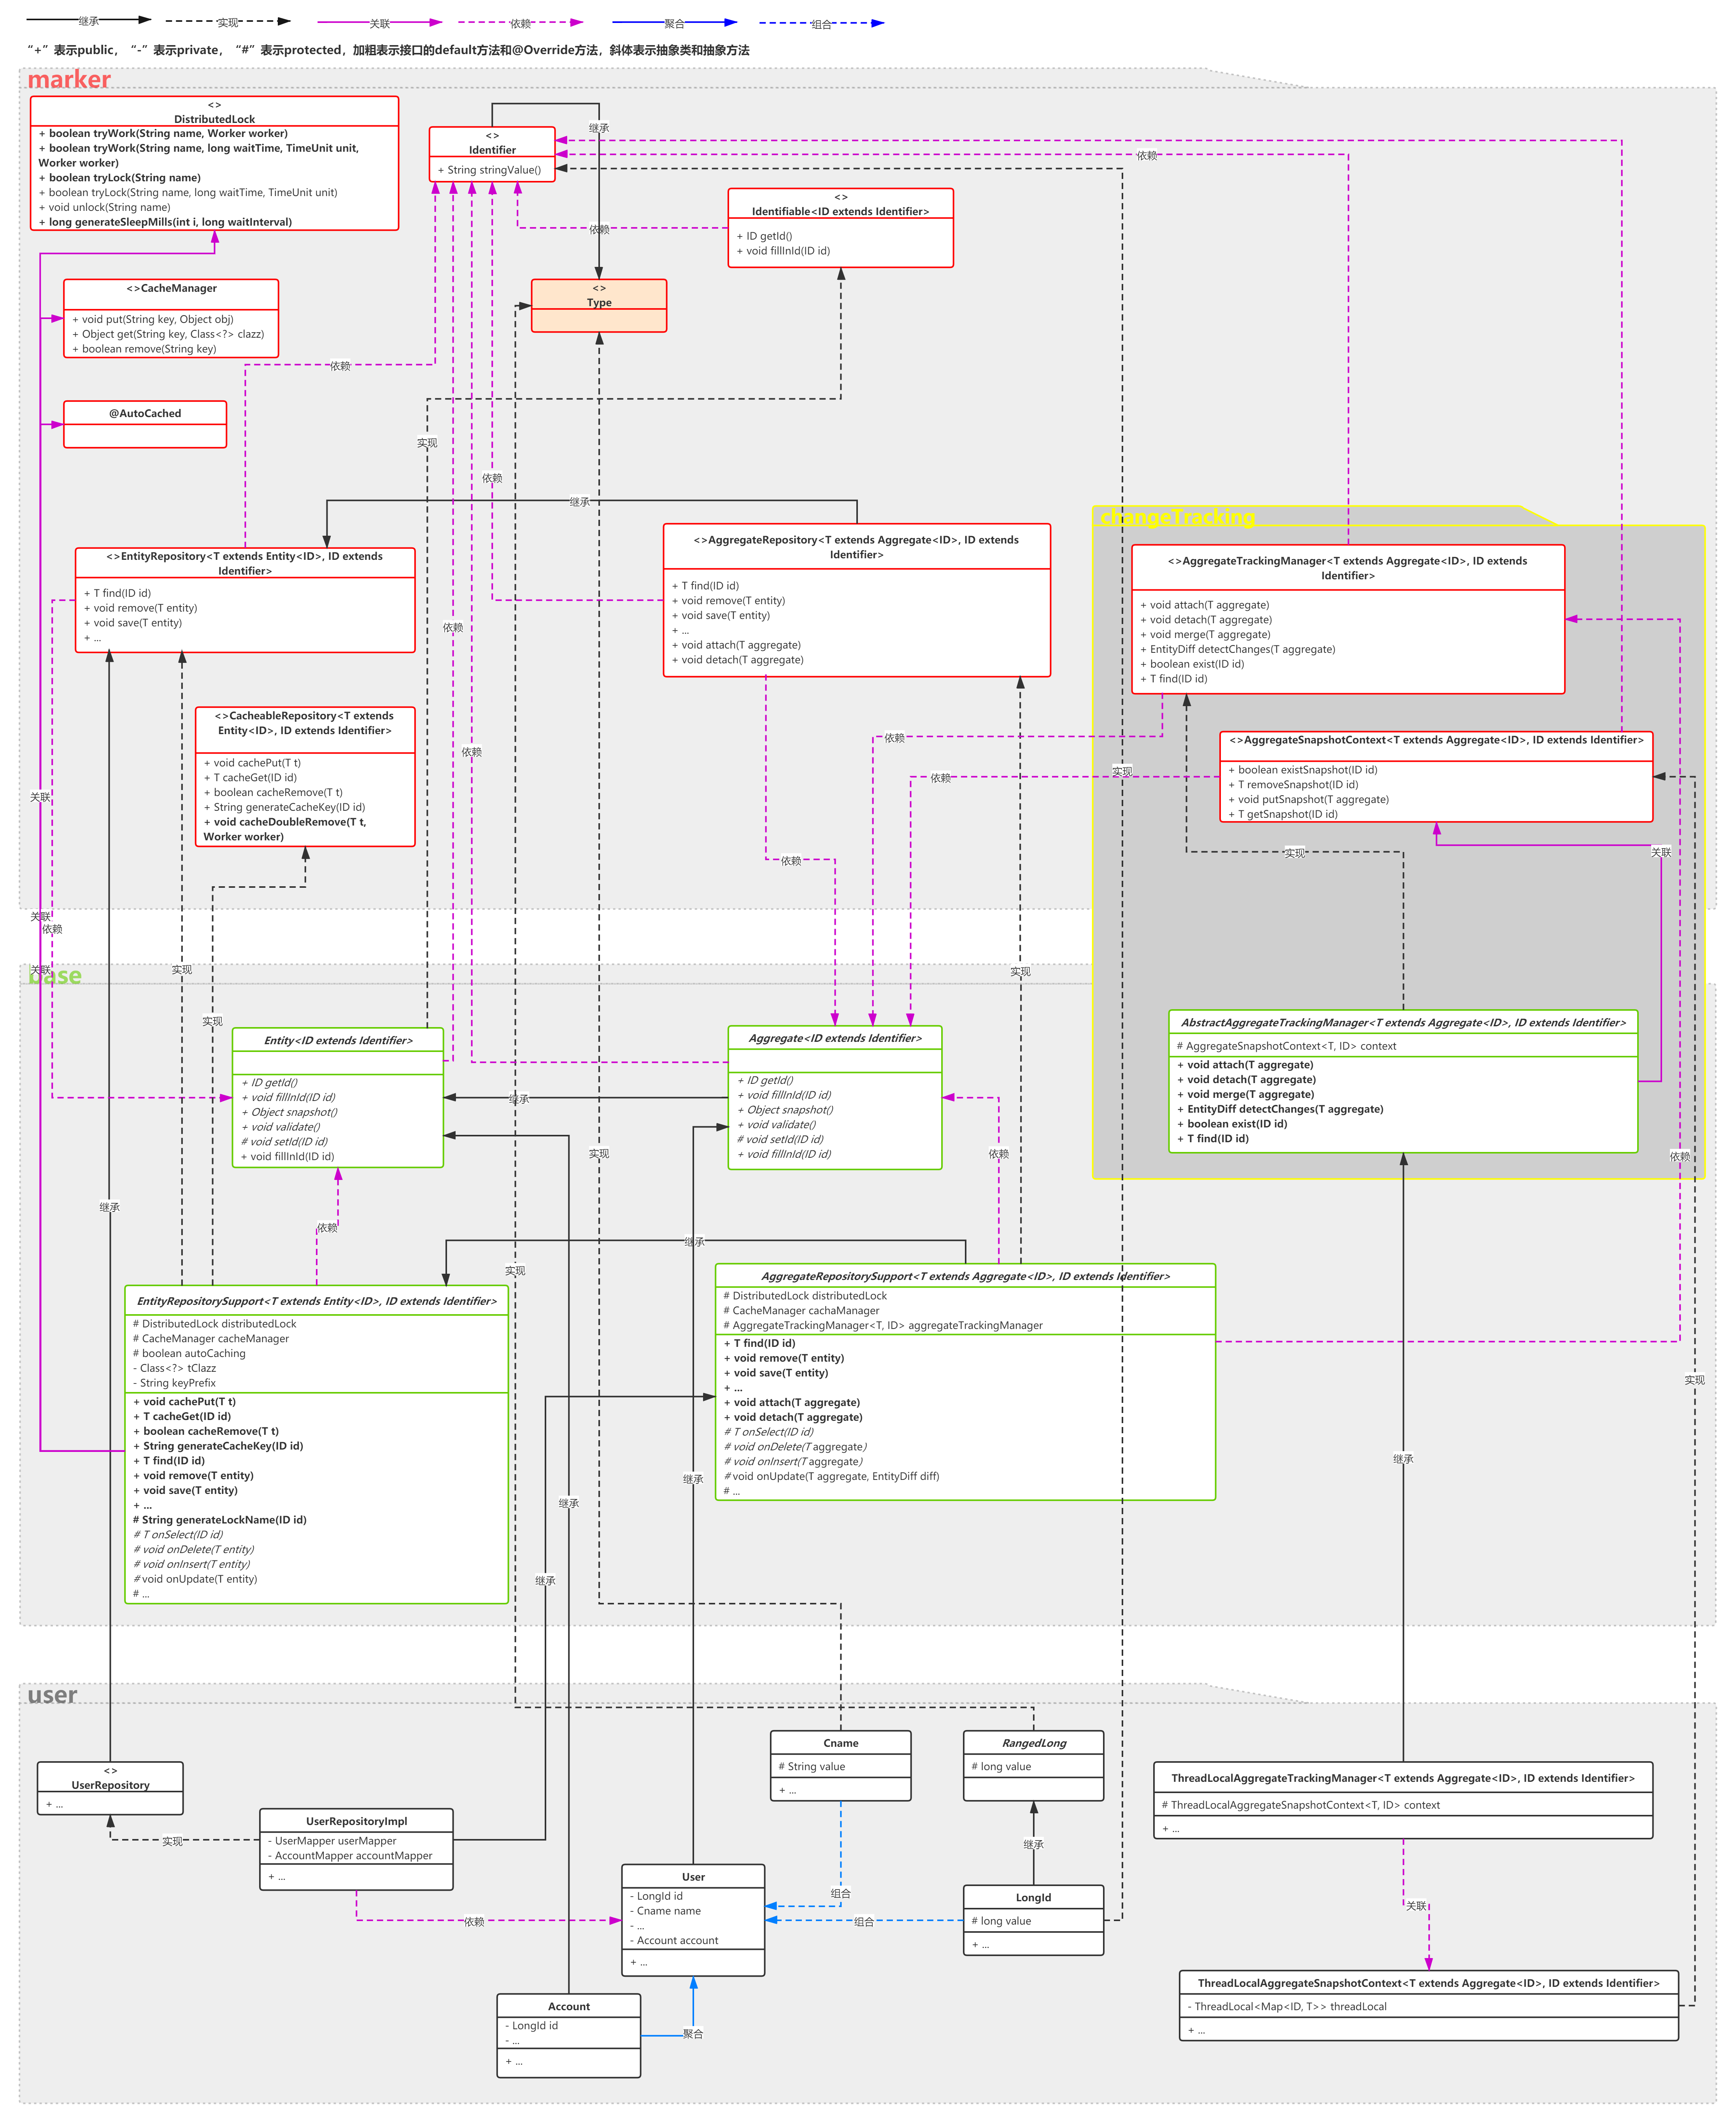 继承
实现
关联
依赖
聚合
组合
“+”表示public，“-”表示private，“#”表示protected，加粗表示接口的default方法和@Override方法，斜体表示抽象类和抽象方法
marker
<>
DistributedLock
+ boolean tryWork(String name, Worker worker)
+ boolean tryWork(String name, long waitTime, TimeUnit unit,
Worker worker)
+ boolean tryLock(String name)
+ boolean tryLock(String name, long waitTime, TimeUnit unit)
+ void unlock(String name)
+ long generateSleepMills(int i, long waitInterval)
<>
Identifier
+ String stringValue()
继承
依赖
<>
Identifiable<ID extends Identifier>
+ ID getId()
+ void fillInId(ID id)
依赖
<>CacheManager
+ void put(String key, Object obj)
+ Object get(String key, Class<?> clazz)
+ boolean remove(String key)
<>
Type
依赖
@AutoCached
实现
依赖
继承
changeTracking
<>EntityRepository<T extends Entity<ID>, ID extends
Identifier>
+ T find(ID id)
+ void remove(T entity)
+ void save(T entity)
+ ...
<>AggregateRepository<T extends Aggregate<ID>, ID extends
Identifier>
+ T find(ID id)
+ void remove(T entity)
+ void save(T entity)
+ ...
+ void attach(T aggregate)
+ void detach(T aggregate)
<>AggregateTrackingManager<T extends Aggregate<ID>, ID extends
Identifier>
+ void attach(T aggregate)
+ void detach(T aggregate)
+ void merge(T aggregate)
+ EntityDiff detectChanges(T aggregate)
+ boolean exist(ID id)
+ T find(ID id)
依赖
<>CacheableRepository<T extends
Entity<ID>, ID extends Identifier>
+ void cachePut(T t)
+ T cacheGet(ID id)
+ boolean cacheRemove(T t)
+ String generateCacheKey(ID id)
+ void cacheDoubleRemove(T t,
Worker worker)
依赖
依赖
实现
依赖
<>AggregateSnapshotContext<T extends Aggregate<ID>, ID extends Identifier>
+ boolean existSnapshot(ID id)
+ T removeSnapshot(ID id)
+ void putSnapshot(T aggregate)
+ T getSnapshot(ID id)
关联
依赖
实现
关联
关联
依赖
关联
实现
实现
base
实现
Entity<ID extends Identifier>
+ ID getId()
+ void fillInId(ID id)
+ Object snapshot()
+ void validate()
# void setId(ID id)
+ void fillInId(ID id)
继承
Aggregate<ID extends Identifier>
+ ID getId()
+ void fillInId(ID id)
+ Object snapshot()
+ void validate()
# void setId(ID id)
+ void fillInId(ID id)
AbstractAggregateTrackingManager<T extends Aggregate<ID>, ID extends Identifier>
# AggregateSnapshotContext<T, ID> context
+ void attach(T aggregate)
+ void detach(T aggregate)
+ void merge(T aggregate)
+ EntityDiff detectChanges(T aggregate)
+ boolean exist(ID id)
+ T find(ID id)
实现
依赖
依赖
继承
依赖
继承
实现
EntityRepositorySupport<T extends Entity<ID>, ID extends Identifier>
# DistributedLock distributedLock
# CacheManager cacheManager
# boolean autoCaching
- Class<?> tClazz
- String keyPrefix
+ void cachePut(T t)
+ T cacheGet(ID id)
+ boolean cacheRemove(T t)
+ String generateCacheKey(ID id)
+ T find(ID id)
+ void remove(T entity)
+ void save(T entity)
+ ...
# String generateLockName(ID id)
# T onSelect(ID id)
# void onDelete(T entity)
# void onInsert(T entity)
# void onUpdate(T entity)
# ...
AggregateRepositorySupport<T extends Aggregate<ID>, ID extends Identifier>
# DistributedLock distributedLock
# CacheManager cachaManager
# AggregateTrackingManager<T, ID> aggregateTrackingManager
+ T find(ID id)
+ void remove(T entity)
+ void save(T entity)
+ ...
+ void attach(T aggregate)
+ void detach(T aggregate)
# T onSelect(ID id)
# void onDelete(T aggregate)
# void onInsert(T aggregate)
# void onUpdate(T aggregate, EntityDiff diff)
# ...
实现
继承
继承
继承
继承
user
<>
UserRepository
+ ...
实现
UserRepositoryImpl
- UserMapper userMapper
- AccountMapper accountMapper
+ ...
依赖
Cname
# String value
+ ...
RangedLong
# long value
继承
组合
User
- LongId id
- Cname name
- ...
- Account account
+ ...
组合
LongId
# long value
+ ...
ThreadLocalAggregateTrackingManager<T extends Aggregate<ID>, ID extends Identifier>
# ThreadLocalAggregateSnapshotContext<T, ID> context
+ ...
关联
ThreadLocalAggregateSnapshotContext<T extends Aggregate<ID>, ID extends Identifier>
- ThreadLocal<Map<ID, T>> threadLocal
+ ...
Account
- LongId id
- ...
+ ...
聚合